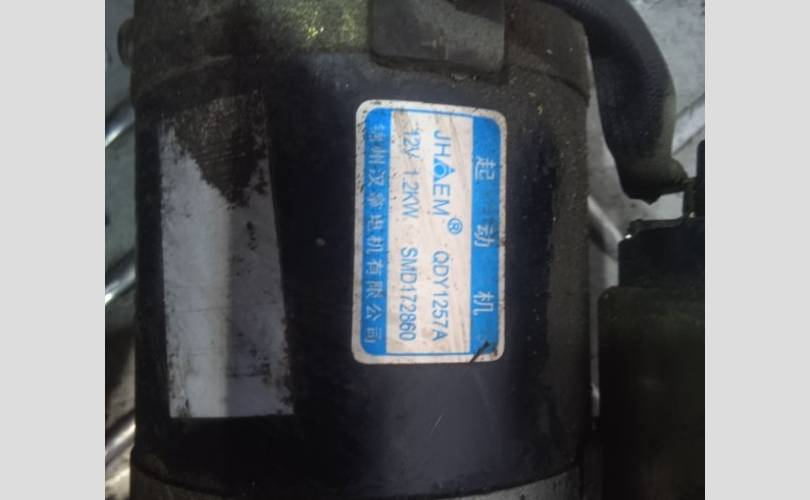 起动机
JHAEM® QDY1257A
12V 1.2KW SMD172860
锦州汉拿电机有限公司